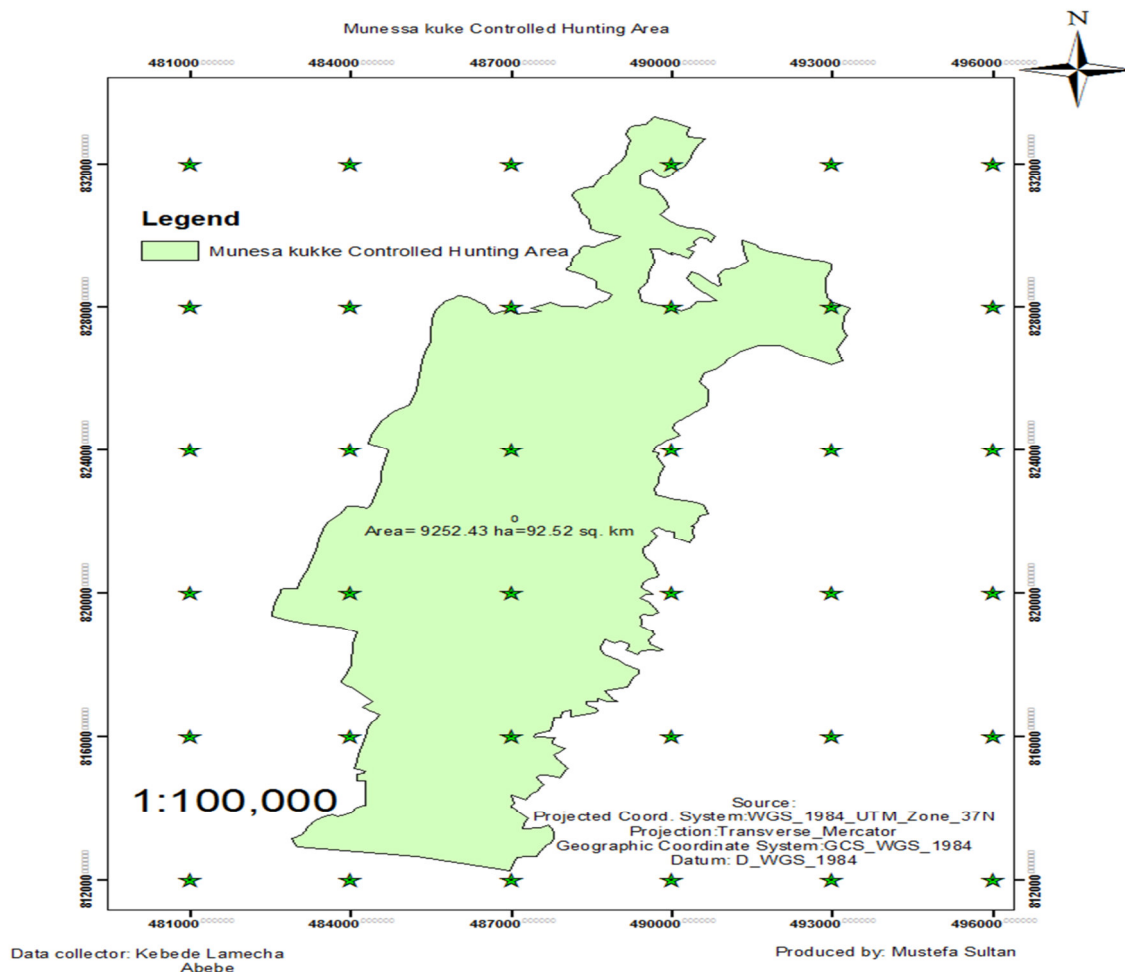 Munessa kuke Controlled Hunting Area
N
481000 484000 487000 490000 493000 496000
832000 832000
Legend
Munesa kukke Controlled Hunting Area
828000 828000
824000 824000
0
Area= 9252.43 ha=92.52 sq. km
820000 820000
816000 816000
1:100,000
Source:
Projected Coord. System:WGS_1984_UTM_Zone_37N
Projection:Transverse_Mercator
Geographic Coordinate System:GCS_WGS_1984
Datum: D_WGS_1984
812000 812000
481000 484000 487000 490000 493000 496000
Data collector: Kebede Lamecha
Abebe
Produced by: Mustefa Sultan